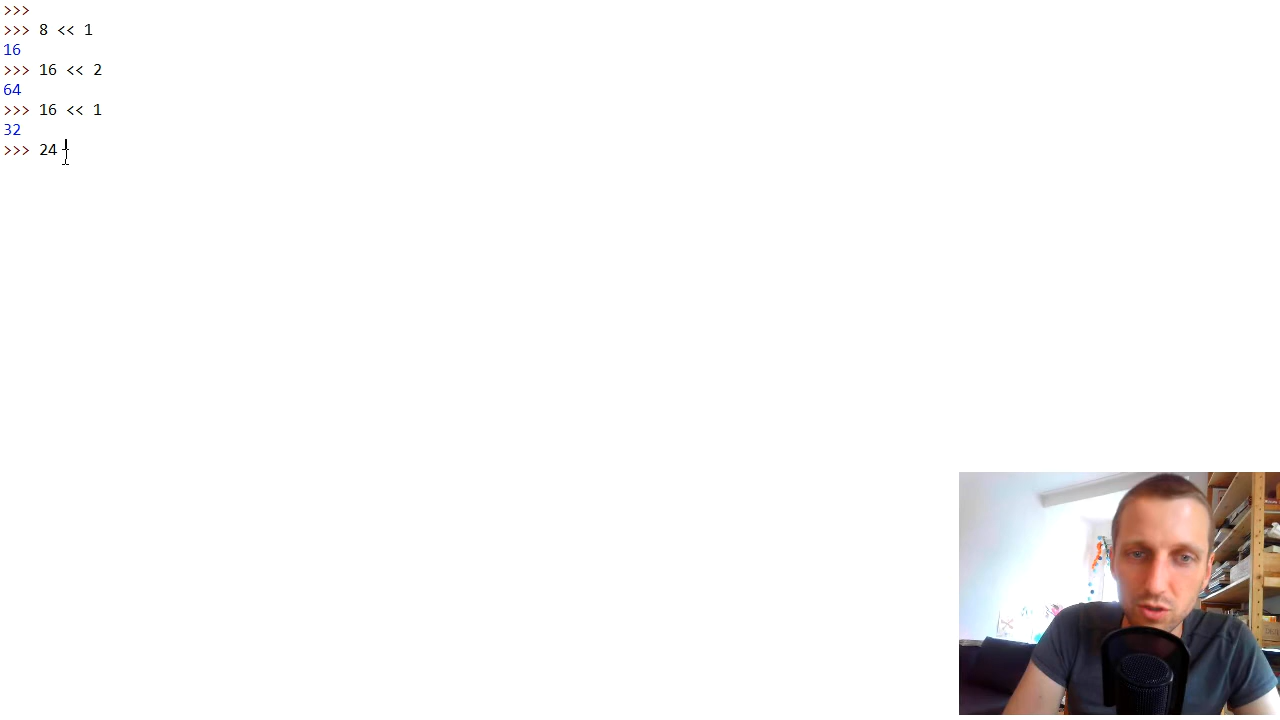 >>>
>>> 8 << 1
16
>>> 16 << 2
64
>>> 16 << 1
32
>>> 24